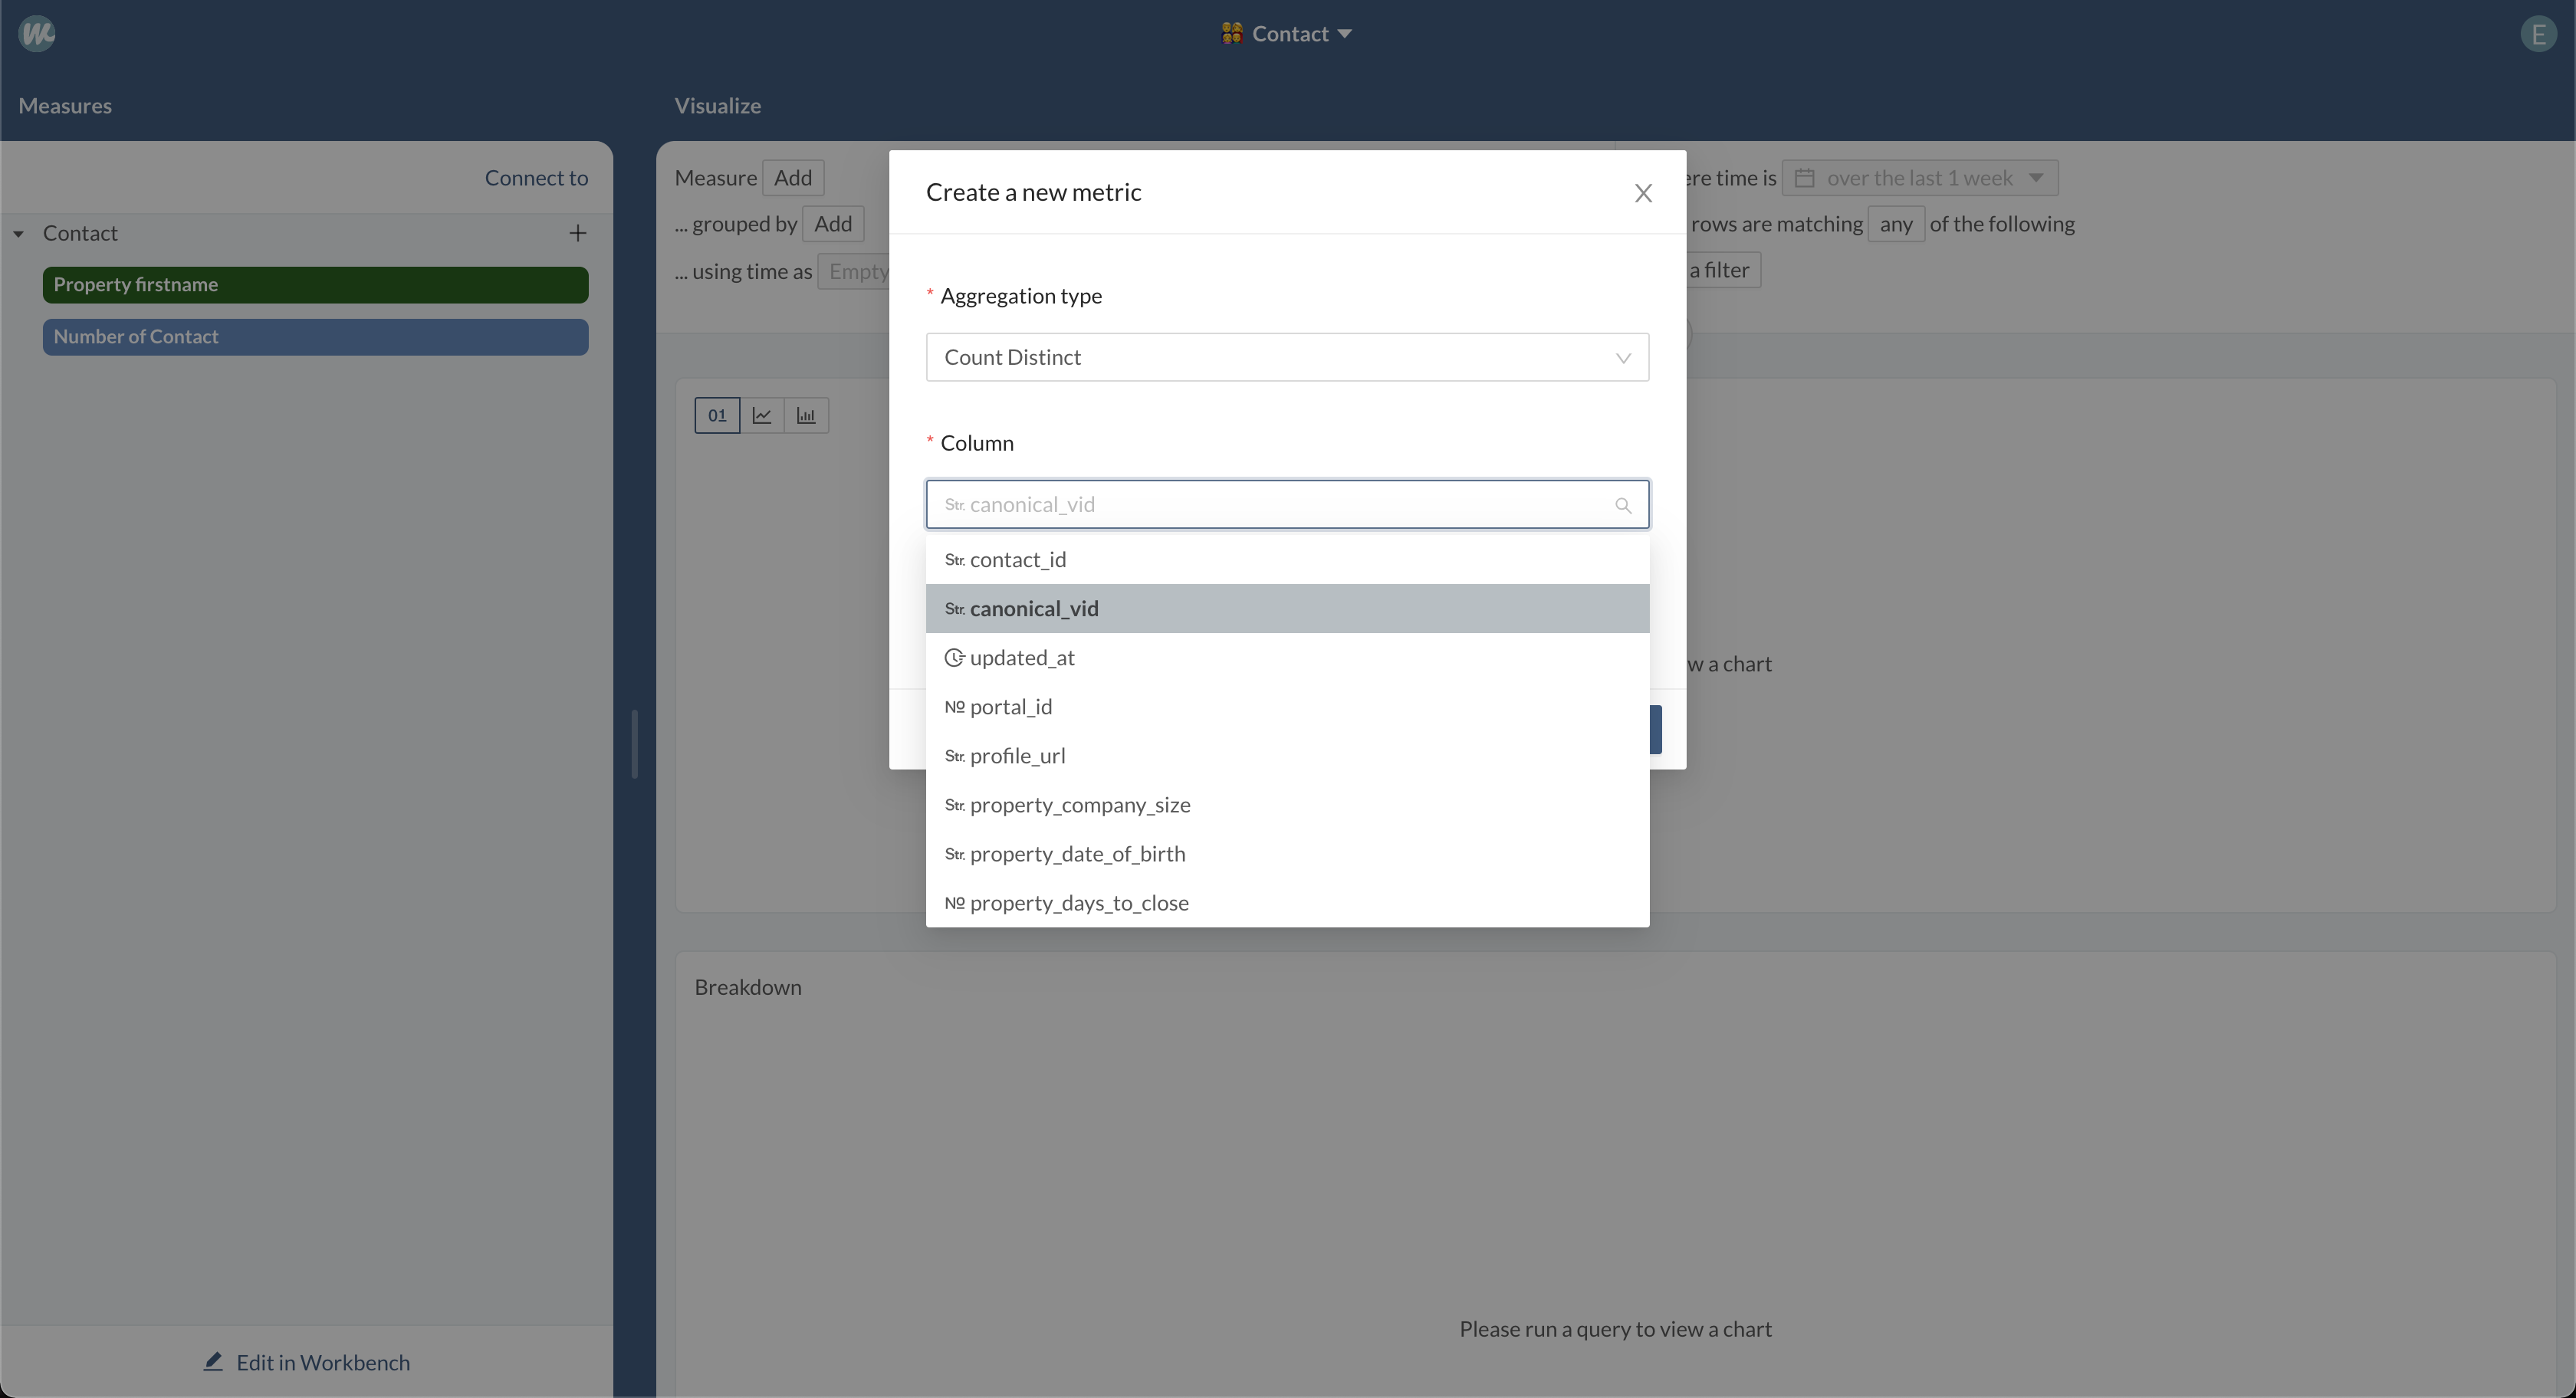 Contact
E
Measures
Visualize
Connect to
Contact
Property firstname
Number of Contact
Edit in Workbench
Measure Add
... grouped by Add
... using time as Empty
ere time is over the last 1 week
rows are matching any of the following
a filter
01
w a chart
Breakdown
Please run a query to view a chart
Create a new metric
* Aggregation type
Count Distinct
* Column
Str. canonical_vid
Str. contact_id
Str. canonical_vid
updated_at
№ portal_id
Str. profile_url
Str. property_company_size
Str. property_date_of_birth
№ property_days_to_close